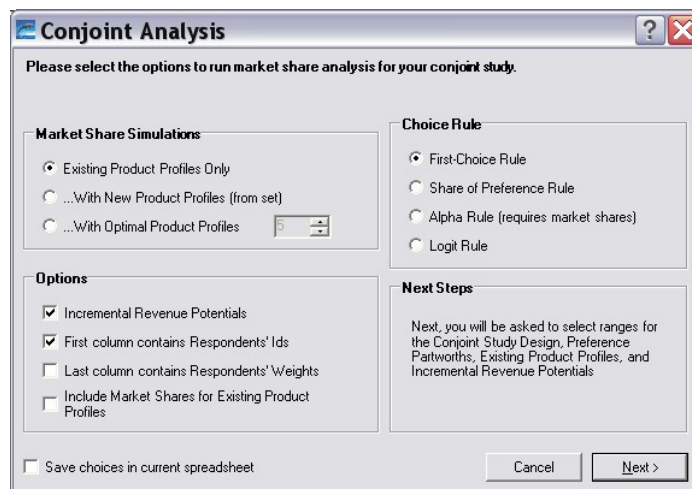 Conjoint Analysis
Please select the options to run market share analysis for your conjoint study.
Market Share Simulations
Existing Product Profiles Only
...With New Product Profiles (from set)
...With Optimal Product Profiles 5
Options
Incremental Revenue Potentials
First column contains Respondents' Ids
Last column contains Respondents' Weights
Include Market Shares for Existing Product
Profiles
Choice Rule
First-Choice Rule
Share of Preference Rule
Alpha Rule (requires market shares)
Logit Rule
Next Steps
Next, you will be asked to select ranges for
the Conjoint Study Design, Preference
Partworths, Existing Product Profiles, and
Incremental Revenue Potentials
Save choices in current spreadsheet
Cancel
Next >